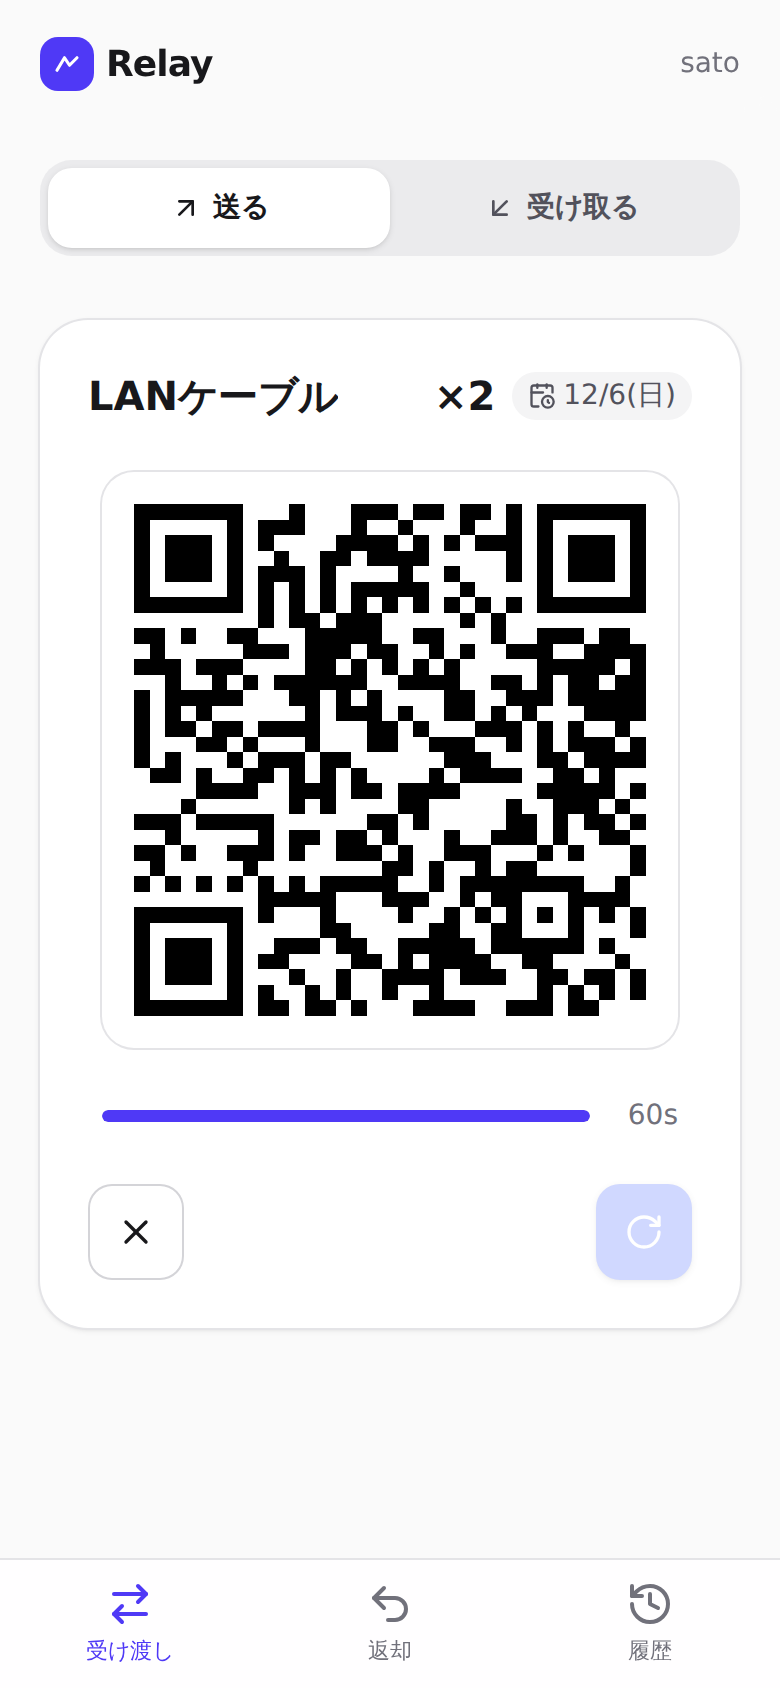 Relay
sato
送る
受け取る
LANケーブル ×2 12/6(日)
60s
受け渡し
返却
履歴